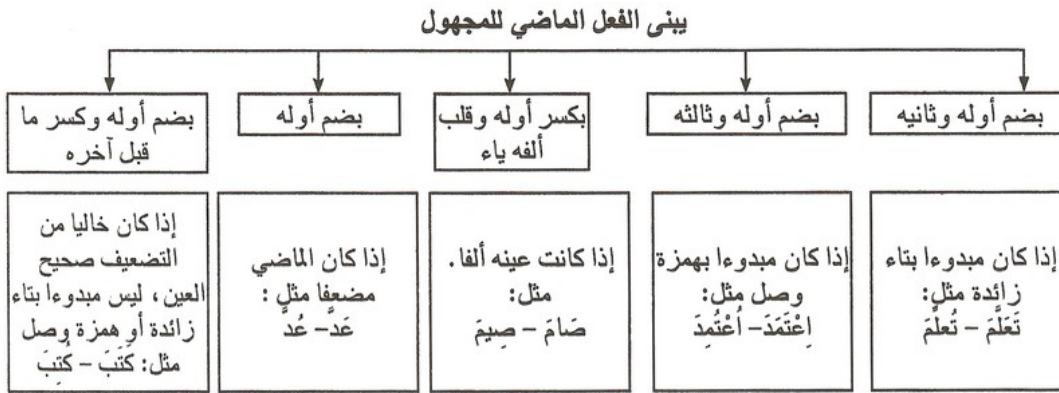 يبنى الفعل الماضي للمجهول
بضم أوله وثانيه
بضم أوله وثالثه
بكسر أوله وقلب
ألفه ياء
بضم أوله
بضم أوله وكسر ما
قبل آخره
إذا كان مبدوءا بتاء
زائدة مثل:
تَعَلَّمَ – تُعلِّمَ
إذا كان مبدوءا بهمزة
وصل مثل:
اِعْتَمَدَ – اُعْتُمِدَ
إذا كانت عينه ألفا.
مثل:
صَامَ – صِيمَ
إذا كان الماضي
مضعفا مثل:
عَدَّ – عُدَّ
إذا كان خاليا من
التضعيف صحيح
العين، ليس مبدوءا بتاء
زائدة أو همزة وصل
مثل: كَتَبَ – كُتِبَ